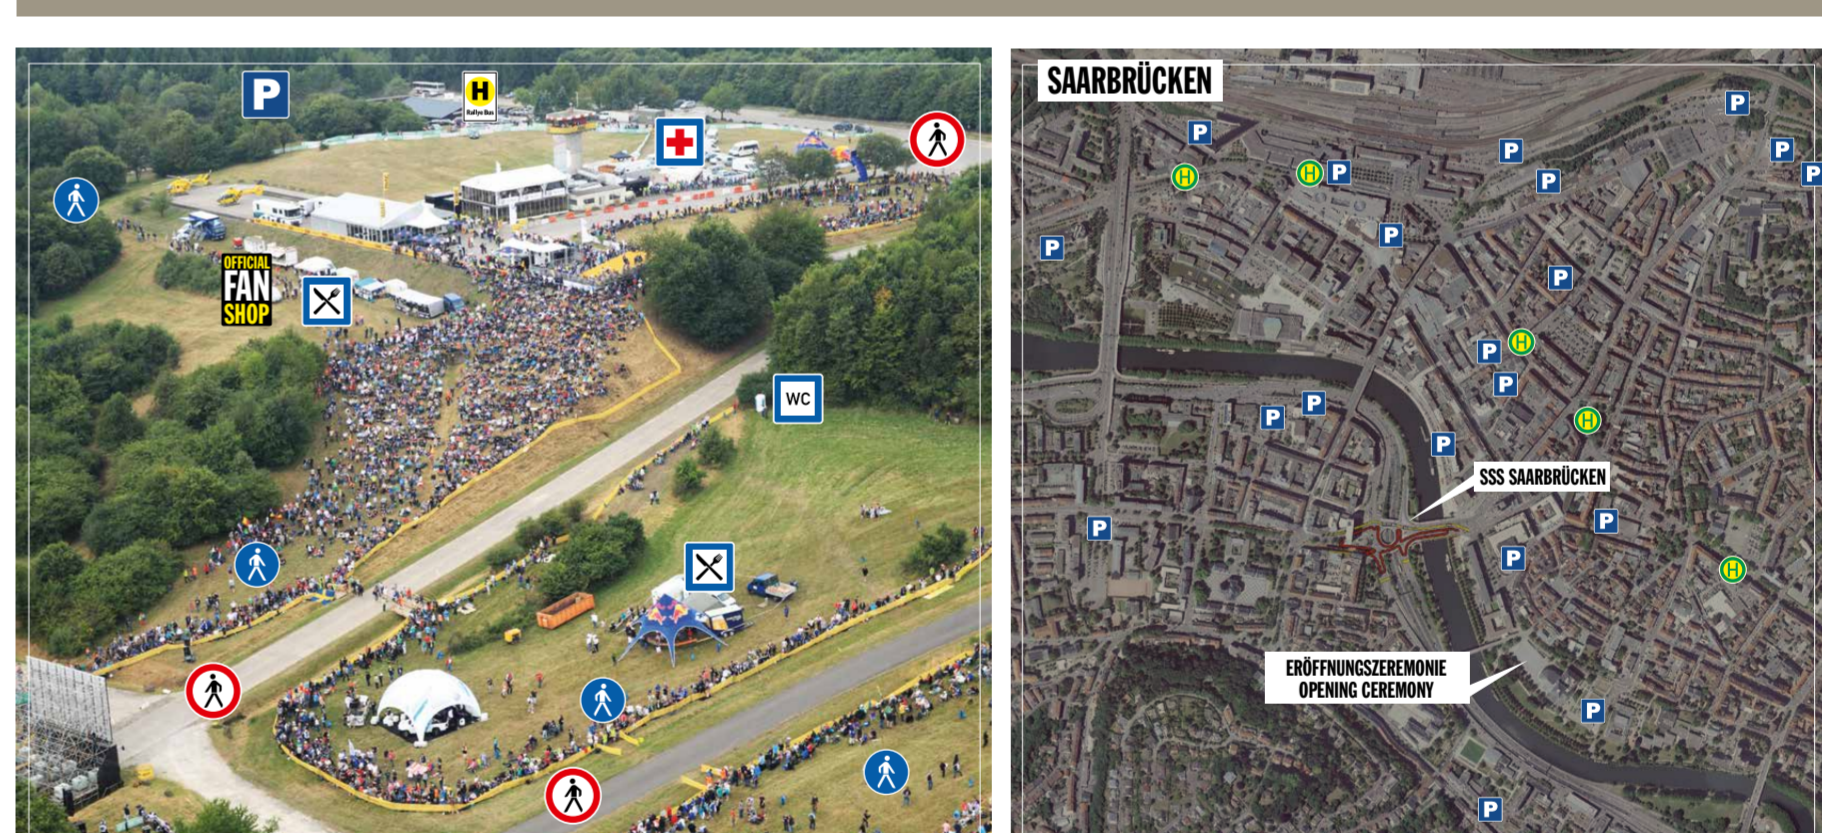 P
H
Rallye Bus
OFFICIAL
FAN
SHOP
WC
SAARBRÜCKEN
P
P
P
P
H
H
P
P
P
P
P
P
P
H
P
P
P
H
P
SSS SAARBRÜCKEN
P
P
P
H
ERÖFFNUNGSZEREMONIE
OPENING CEREMONY
P
P